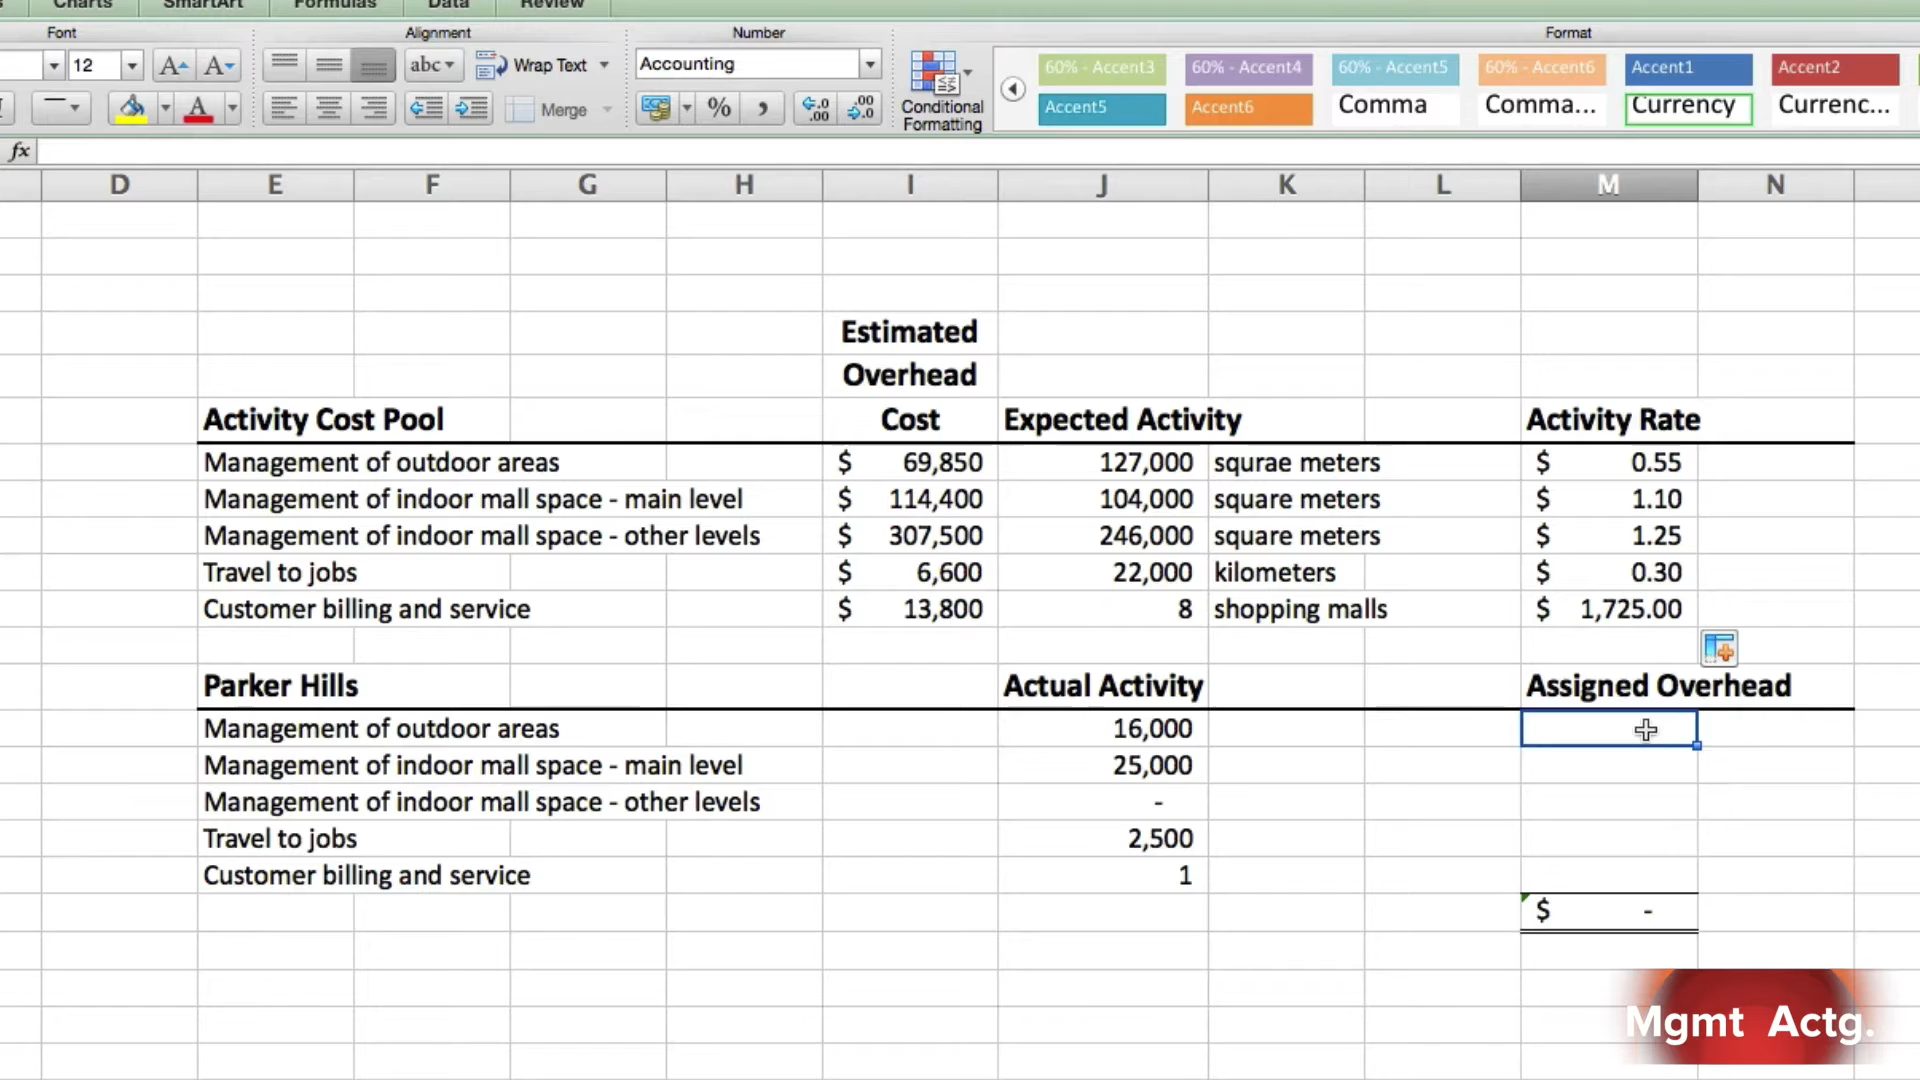 Charts SmartArt Formulas Data Review
Font Alignment Number Format
12 A A abc Wrap Text Accounting 60% - Accent3 60% - Accent4 60% - Accent5 60% - Accent6 Accent1 Accent2
A Merge % , .0 .00 .00 .0 Conditional Formatting Accent5 Accent6 Comma Comma... Currency Currenc...
fx
D E F G H I J K L M N
Estimated
Overhead
Activity Cost Pool Cost Expected Activity Activity Rate
Management of outdoor areas $ 69,850 127,000 squrae meters $ 0.55
Management of indoor mall space - main level $ 114,400 104,000 square meters $ 1.10
Management of indoor mall space - other levels $ 307,500 246,000 square meters $ 1.25
Travel to jobs $ 6,600 22,000 kilometers $ 0.30
Customer billing and service $ 13,800 8 shopping malls $ 1,725.00
Parker Hills Actual Activity Assigned Overhead
Management of outdoor areas 16,000
Management of indoor mall space - main level 25,000
Management of indoor mall space - other levels -
Travel to jobs 2,500
Customer billing and service 1
$ -
Mgmt Actg.